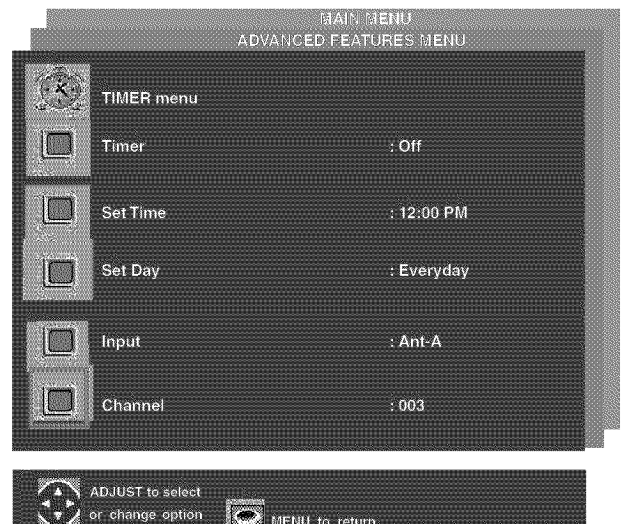 MAIN MENU
ADVANCED FEATURES MENU
TIMER menu
Timer : Off
Set Time : 12:00 PM
Set Day : Everyday
Input : Ant-A
Channel : 003
ADJUST to select
or change option
MENU to return